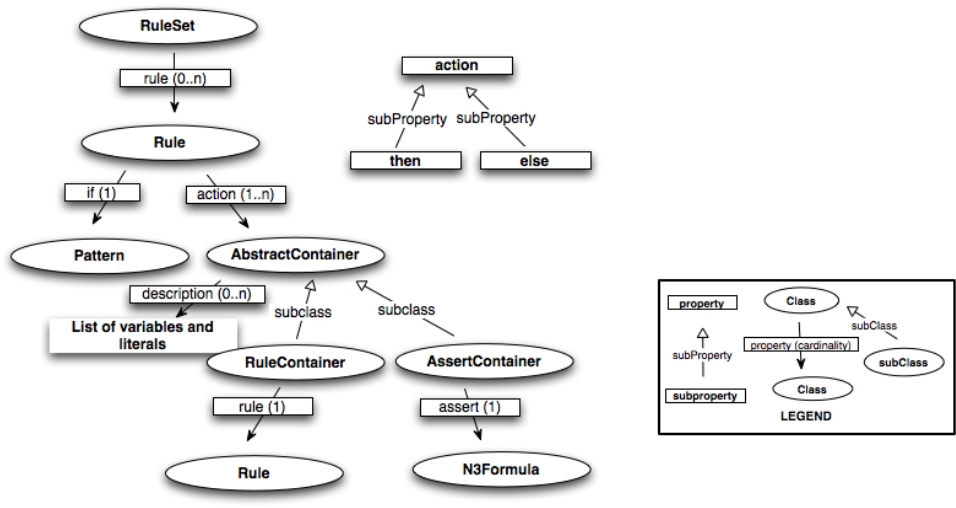 RuleSet
rule (0..n)
Rule
if (1)
action (1..n)
Pattern
AbstractContainer
description (0..n)
List of variables and
literals
subclass
subclass
RuleContainer
AssertContainer
rule (1)
assert (1)
Rule
N3Formula
action
subProperty
subProperty
then
else
property
Class
subClass
property (cardinality)
subProperty
subClass
subproperty
Class
LEGEND